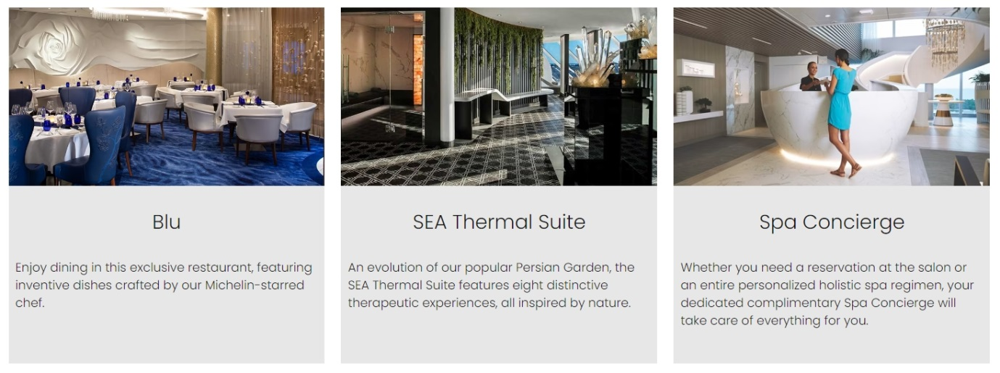 Blu
Enjoy dining in this exclusive restaurant, featuring
inventive dishes crafted by our Michelin-starred
chef.
SEA Thermal Suite
An evolution of our popular Persian Garden, the
SEA Thermal Suite features eight distinctive
therapeutic experiences, all inspired by nature.
Spa Concierge
Whether you need a reservation at the salon or
an entire personalized holistic spa regimen, your
dedicated complimentary Spa Concierge will
take care of everything for you.